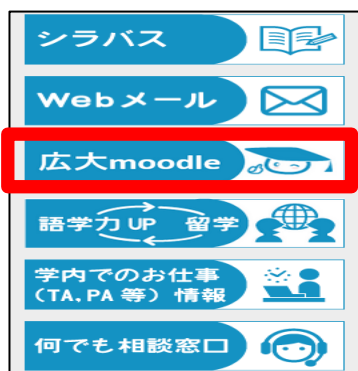 シラバス
Webメール
広大moodle
語学力UP 留学
学内でのお仕事
(TA,PA 等) 情報
何でも相談窓口